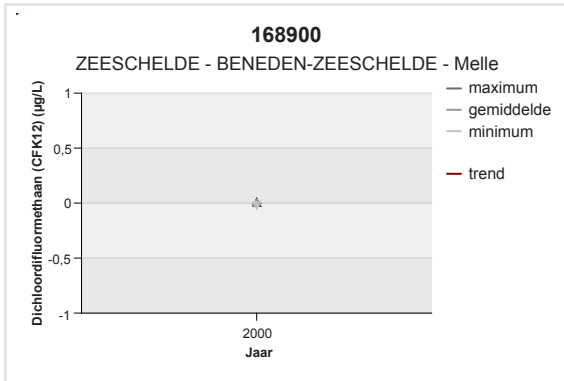 168900
ZEESCHELDE - BENEDEN-ZEESCHELDE - Melle
Dichloordifluormethaan (CFK12) (µg/L)
1
0,5
0
-0,5
-1
2000
Jaar
maximum
gemiddelde
minimum
trend